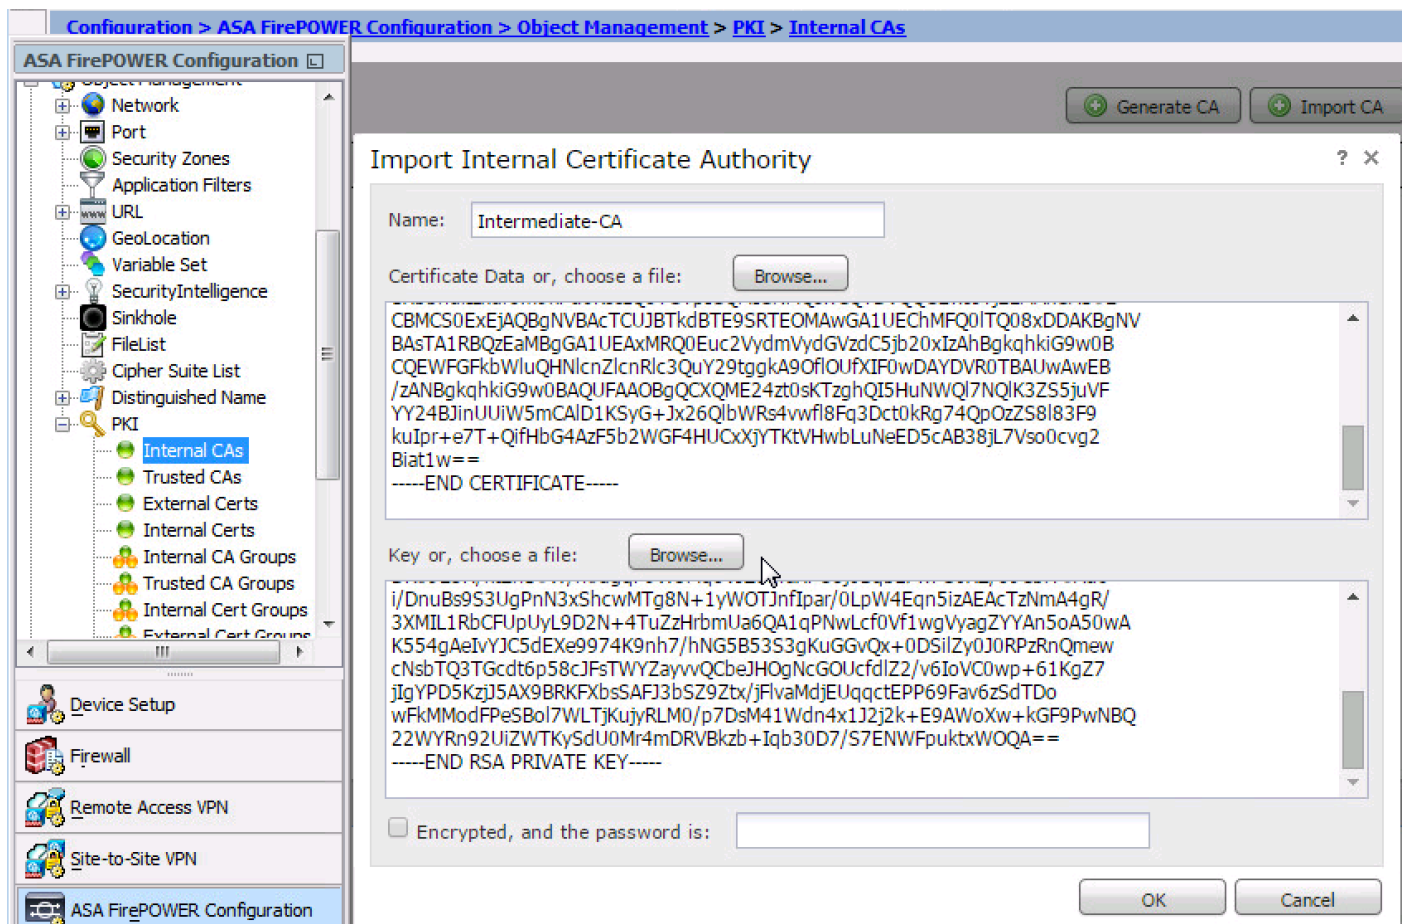 Configuration > ASA FirePOWER Configuration > Object Management > PKI > Internal CAs
ASA FirePOWER Configuration
Object Management
Network
Port
Security Zones
Application Filters
www URL
GeoLocation
Variable Set
SecurityIntelligence
Sinkhole
FileList
Cipher Suite List
Distinguished Name
PKI
Internal CAs
Trusted CAs
External Certs
Internal Certs
Internal CA Groups
Trusted CA Groups
Internal Cert Groups
External Cert Groups
Device Setup
Firewall
Remote Access VPN
Site-to-Site VPN
ASA FirePOWER Configuration
Generate CA
Import CA
Import Internal Certificate Authority
? X
Name: Intermediate-CA
Certificate Data or, choose a file: Browse...
CBMCS0ExEjAQBgNVBAcTCUJBTkdBTE9SRTEOMAwGA1UEChMFQ0lTQ08xDDAKBgNV
BAsTA1RBQzEaMBgGA1UEAxMRQ0Euc2VydmVydGVzdC5jb20xIzAhBgkqhkiG9w0B
CQEWFGFkbWluQHNlcnZlcnRlc3QuY29tggkA9OflOUfXIF0wDAYDVR0TBAUwAwEB
/zANBgkqhkiG9w0BAQUFAAOBgQCXQME24zt0sKTzghQI5HuNWQl7NQlK3ZS5juVF
YY24BJinUUiW5mCAlD1KSyG+Jx26QlbWRs4vwfl8Fq3Dct0kRg74QpOzZS8l83F9
kuIpr+e7T+QifHbG4AzF5b2WGF4HUCxXjYTKtVHwbLuNeED5cAB38jL7Vso0cvg2
Biat1w==
-----END CERTIFICATE-----
Key or, choose a file: Browse...
i/DnuBs9S3UgPnN3xShcwMTg8N+1yWOTJnfIpar/0LpW4Eqn5izAEAcTzNmA4gR/
3XMIL1RbCFUpUyL9D2N+4TuZzHrbmUa6QA1qPNwLcf0Vf1wgVyagZYYAn5oA50wA
K554gAeIvYJC5dEXe9974K9nh7/hNG5B53S3gKuGGvQx+0DSilZy0J0RPzRnQmew
cNsbTQ3TGcdt6p58cJFsTWYZayvvQCbeJHOgNcGOUcfdlZ2/v6IoVC0wp+61KgZ7
jIgYPD5KzjJ5AX9BRKFXbsSAFJ3bSZ9Ztx/jFlvaMdjEUqqctEPP69Fav6zSdTDo
wFkMModFPeSBol7WLTjKujyRLM0/p7DsM41Wdn4x1J2j2k+E9AWoXw+kGF9PwNBQ
22WYRn92UiZWTKySdU0Mr4mDRVBkzb+Iqb30D7/S7ENWFpuktxWOQA==
-----END RSA PRIVATE KEY-----
Encrypted, and the password is:
OK
Cancel